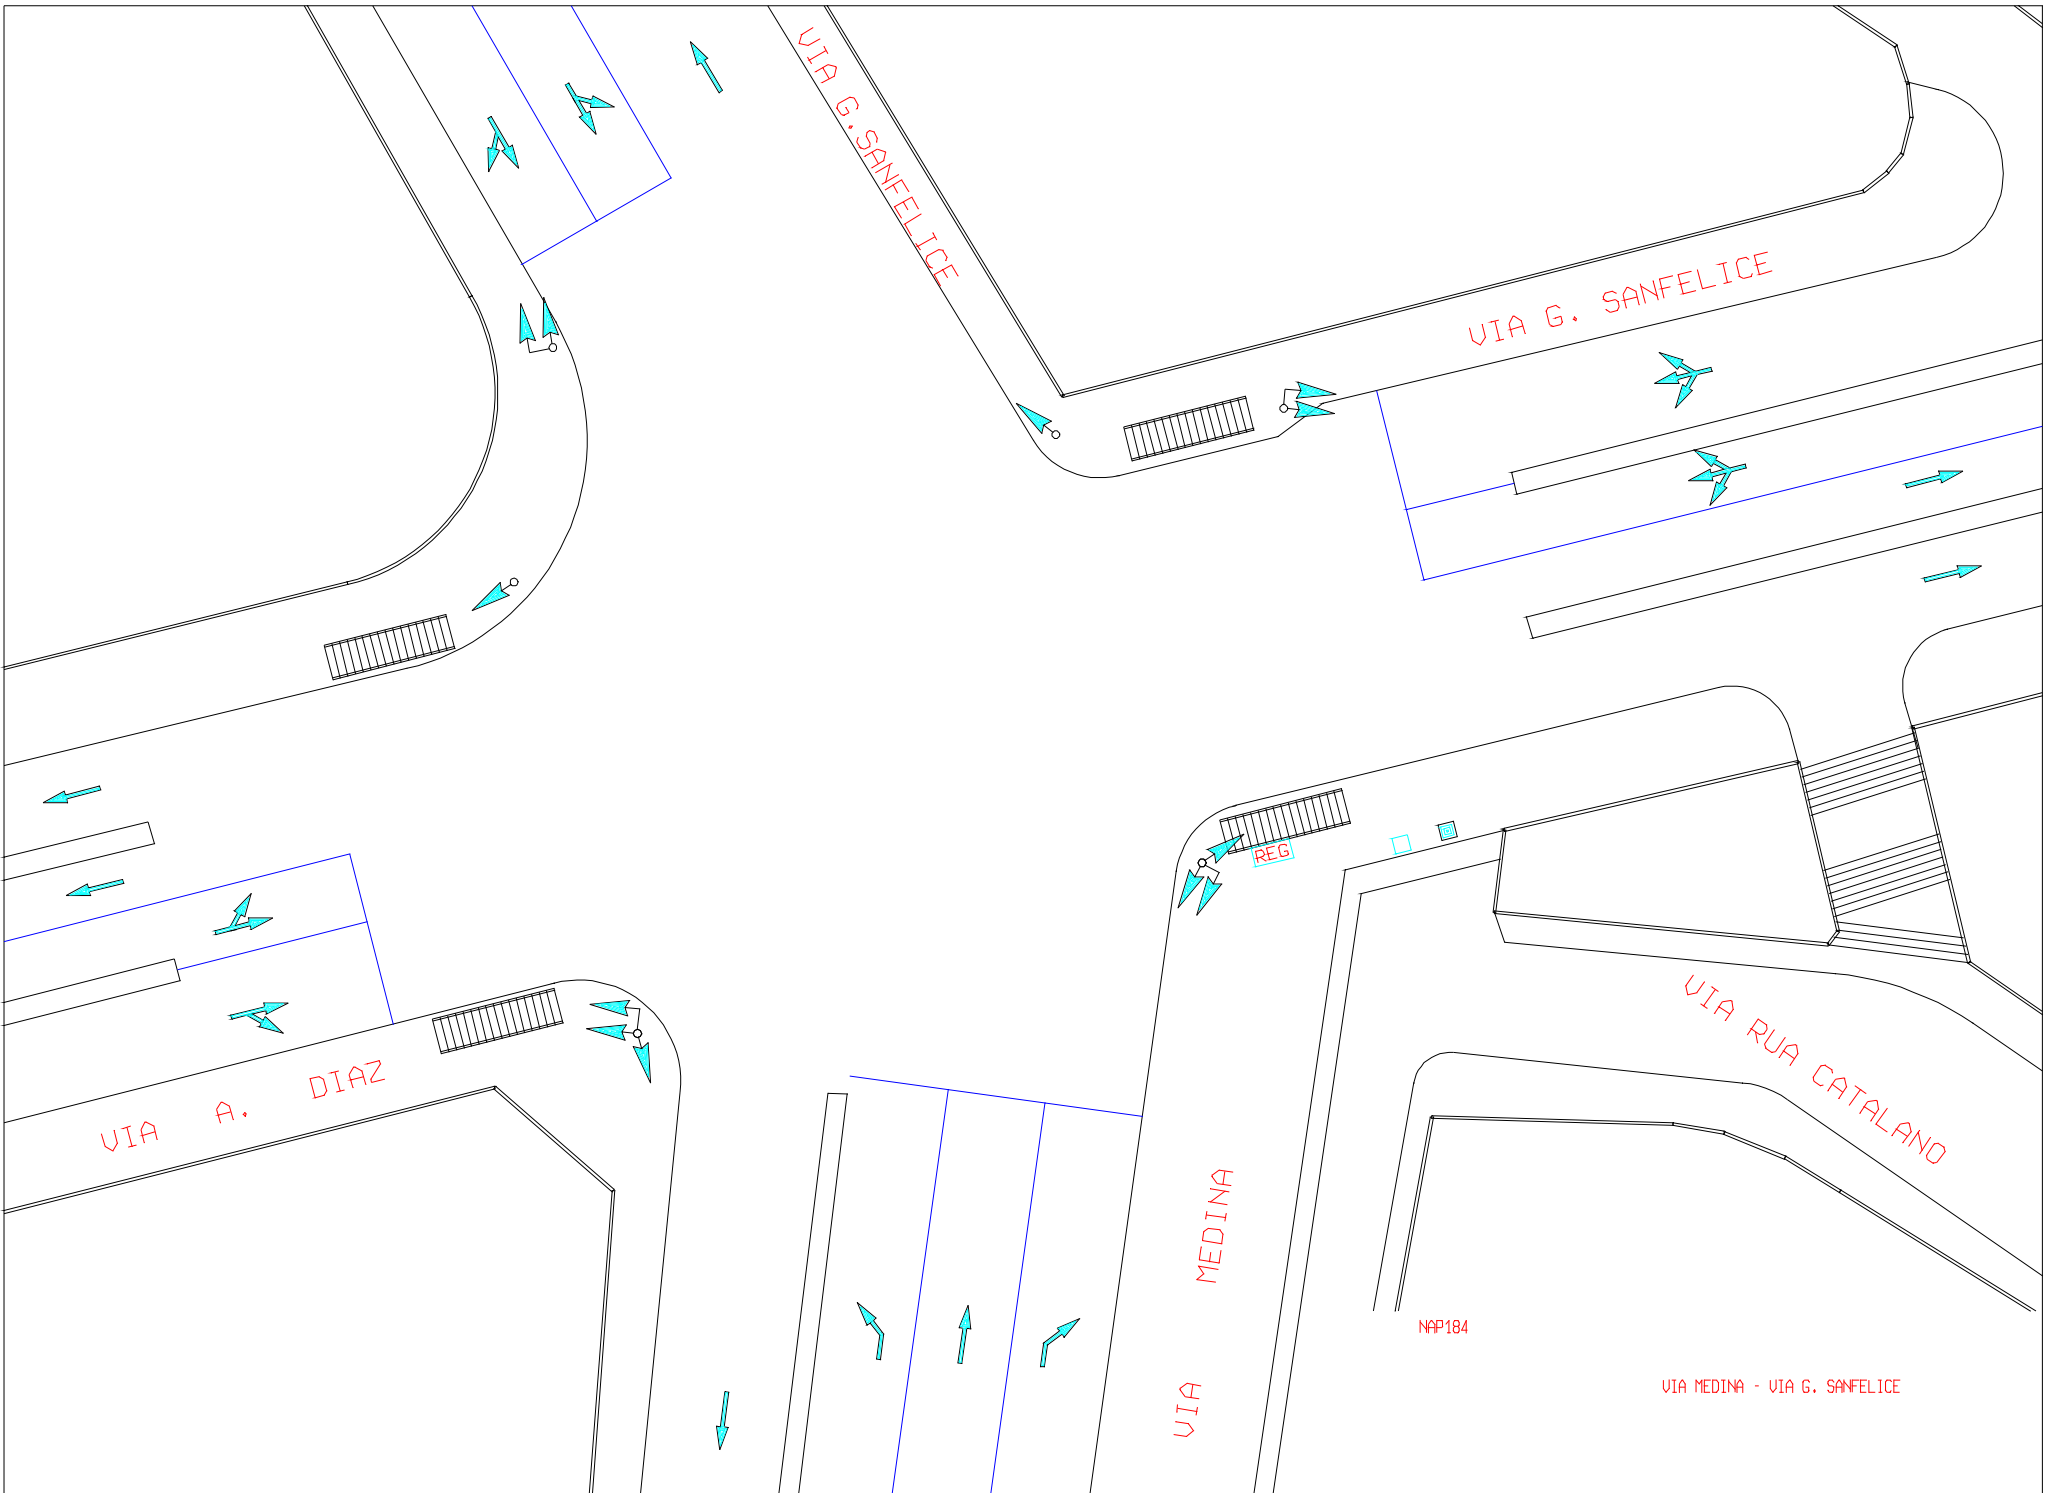 VIA G.SANFELICE
VIA G. SANFELICE
REG
VIA A. DIAZ
VIA RUA CATALANO
VIA MEDINA
NAP184
VIA MEDINA - VIA G. SANFELICE